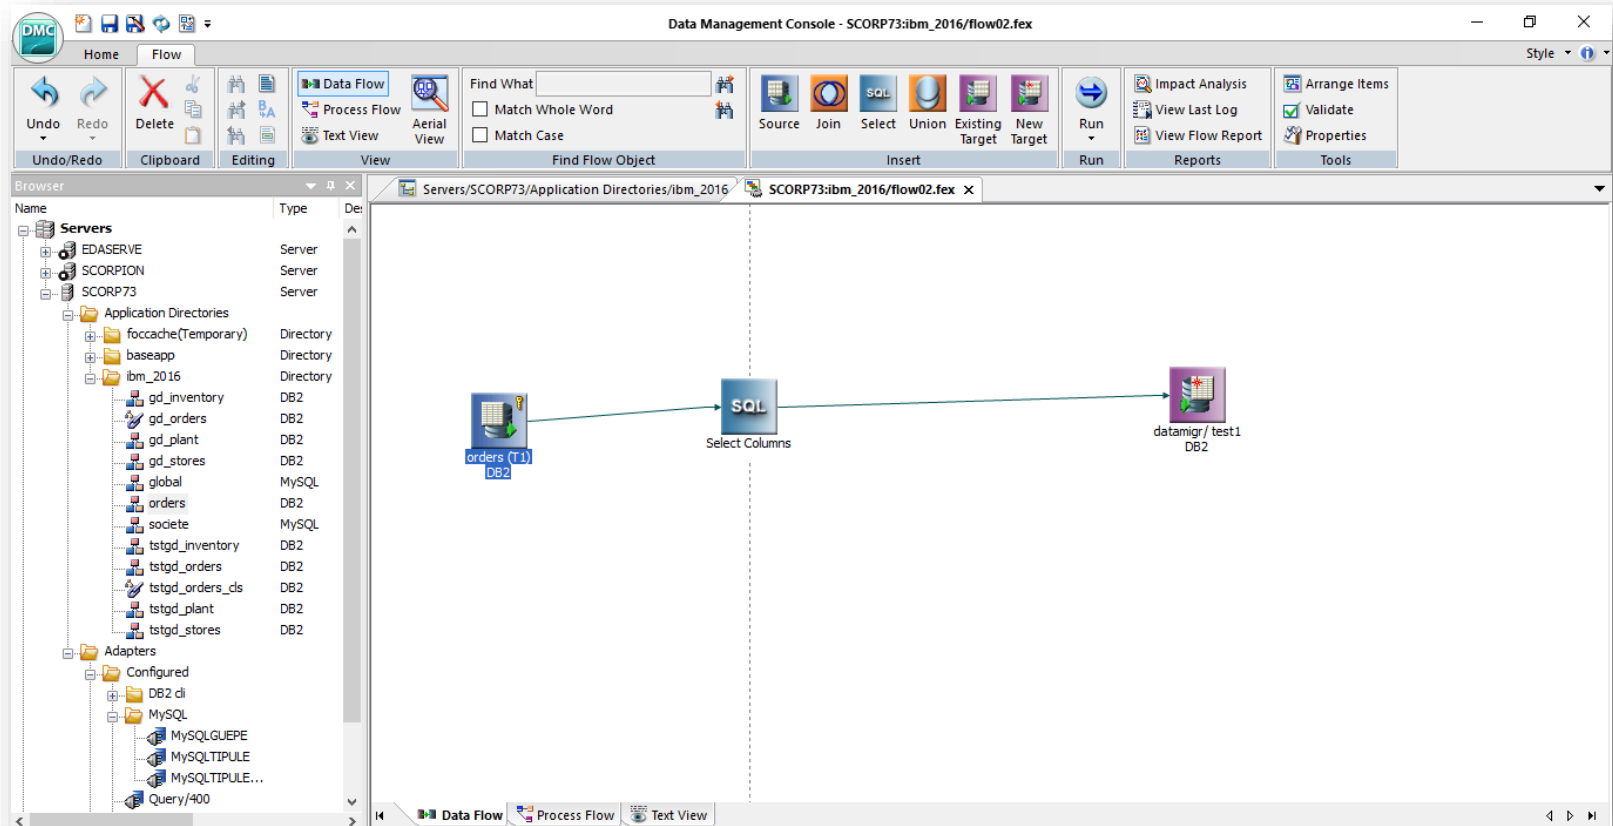 DMC
Data Management Console - SCORP73:ibm_2016/flow02.fex
Home Flow
Style
Undo Redo Delete
Data Flow
Process Flow
Text View
Aerial View
Find What
Match Whole Word
Match Case
Source Join SQL Select Union Existing Target New Target
Run
Impact Analysis
View Last Log
View Flow Report
Arrange Items
Validate
Properties
Undo/Redo Clipboard Editing View Find Flow Object Insert Run Reports Tools
Browser
Servers/SCORP73/Application Directories/ibm_2016 SCORP73:ibm_2016/flow02.fex
Name Type
Servers
EDASERVE Server
SCORPION Server
SCORP73 Server
Application Directories
foccache(Temporary) Directory
baseapp Directory
ibm_2016 Directory
gd_inventory DB2
gd_orders DB2
gd_plant DB2
gd_stores DB2
global MySQL
orders DB2
societe MySQL
tstgd_inventory DB2
tstgd_orders DB2
tstgd_orders_cls DB2
tstgd_plant DB2
tstgd_stores DB2
Adapters
Configured
DB2 cli
MySQL
MySQLGUEPE
MySQLTIPULE
MySQLTIPULE...
Query/400
orders (T1)
DB2
SQL
Select Columns
datamigr/ test1
DB2
Data Flow Process Flow Text View